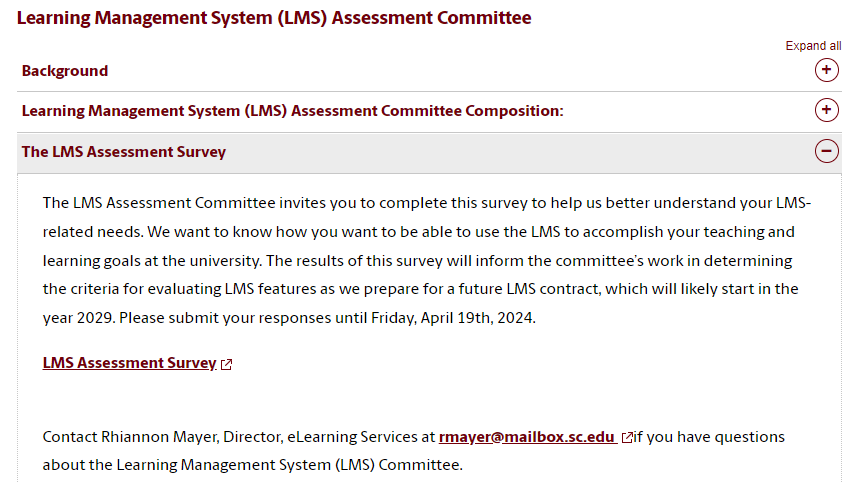 Learning Management System (LMS) Assessment Committee
Expand all
Background
Learning Management System (LMS) Assessment Committee Composition:
The LMS Assessment Survey
The LMS Assessment Committee invites you to complete this survey to help us better understand your LMS-
related needs. We want to know how you want to be able to use the LMS to accomplish your teaching and
learning goals at the university. The results of this survey will inform the committee's work in determining
the criteria for evaluating LMS features as we prepare for a future LMS contract, which will likely start in the
year 2029. Please submit your responses until Friday, April 19th, 2024.
LMS Assessment Survey
Contact Rhiannon Mayer, Director, eLearning Services at rmayer@mailbox.sc.edu if you have questions
about the Learning Management System (LMS) Committee.